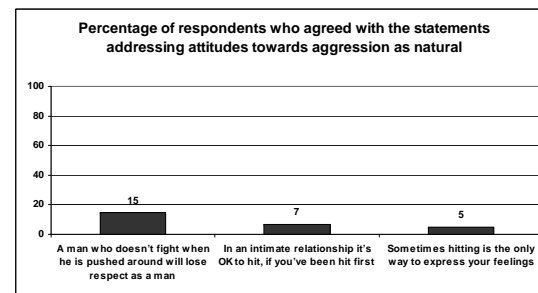 Percentage of respondents who agreed with the statements
addressing attitudes towards aggression as natural
100
80
60
40
20
0
15
7
5
A man who doesn't fight when
he is pushed around will lose
respect as a man
In an intimate relationship it's
OK to hit, if you've been hit first
Sometimes hitting is the only
way to express your feelings